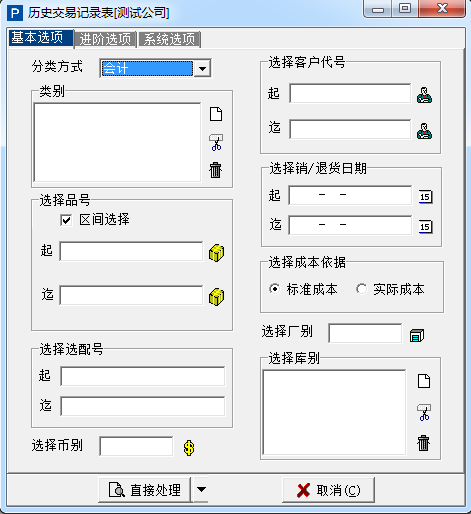 历史交易记录表[测试公司]
基本选项 进阶选项 系统选项
分类方式 会计
类别
选择品号
区间选择
起
迄
选择选配号
起
迄
选择币别
选择客户代号
起
迄
选择销/退货日期
起 - - 15
迄 - - 15
选择成本依据
标准成本 实际成本
选择厂别
选择库别
直接处理 取消(C)